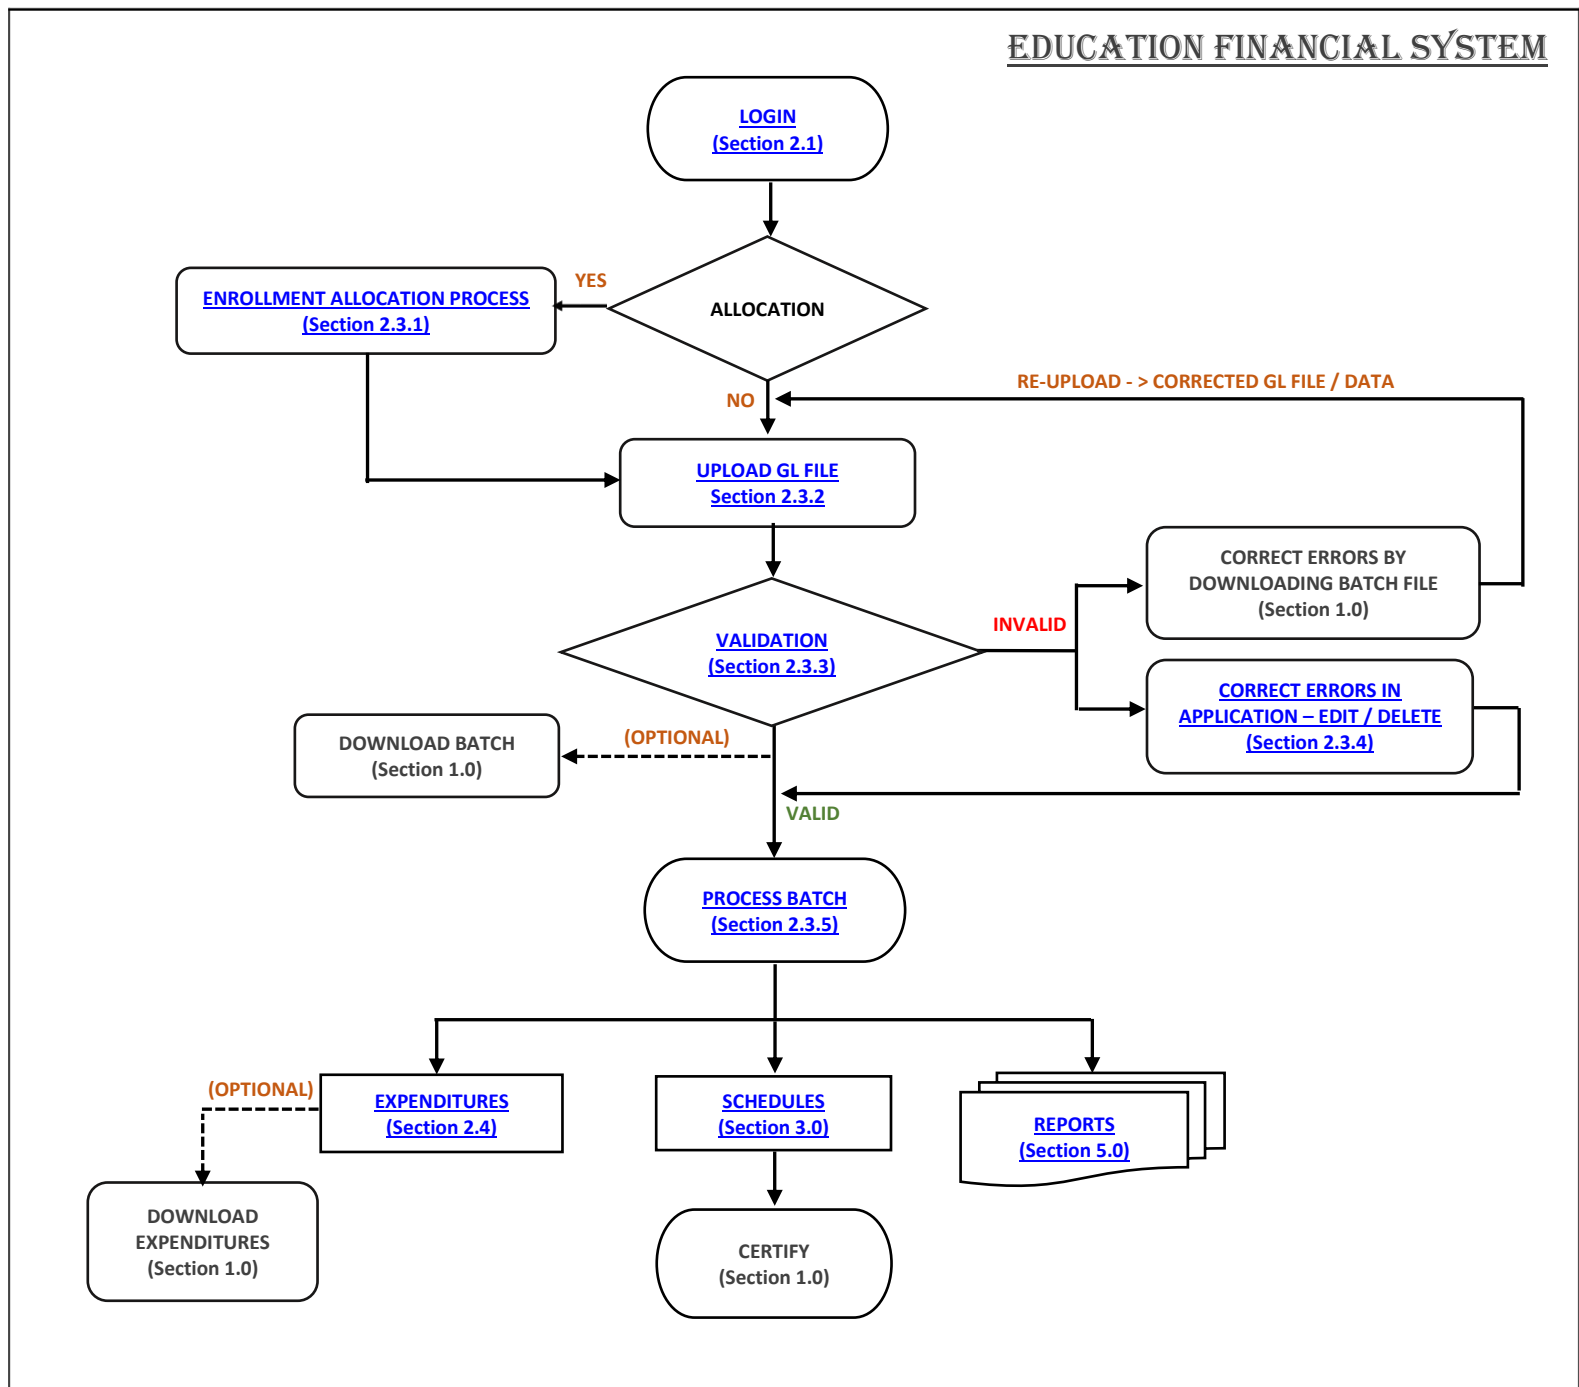 EDUCATION FINANCIAL SYSTEM
LOGIN
(Section 2.1)
YES
ENROLLMENT ALLOCATION PROCESS
(Section 2.3.1)
ALLOCATION
RE-UPLOAD - > CORRECTED GL FILE / DATA
NO
UPLOAD GL FILE
Section 2.3.2
CORRECT ERRORS BY
DOWNLOADING BATCH FILE
(Section 1.0)
INVALID
VALIDATION
(Section 2.3.3)
CORRECT ERRORS IN
APPLICATION – EDIT / DELETE
(Section 2.3.4)
(OPTIONAL)
DOWNLOAD BATCH
(Section 1.0)
VALID
PROCESS BATCH
(Section 2.3.5)
(OPTIONAL)
EXPENDITURES
(Section 2.4)
SCHEDULES
(Section 3.0)
REPORTS
(Section 5.0)
DOWNLOAD
EXPENDITURES
(Section 1.0)
CERTIFY
(Section 1.0)